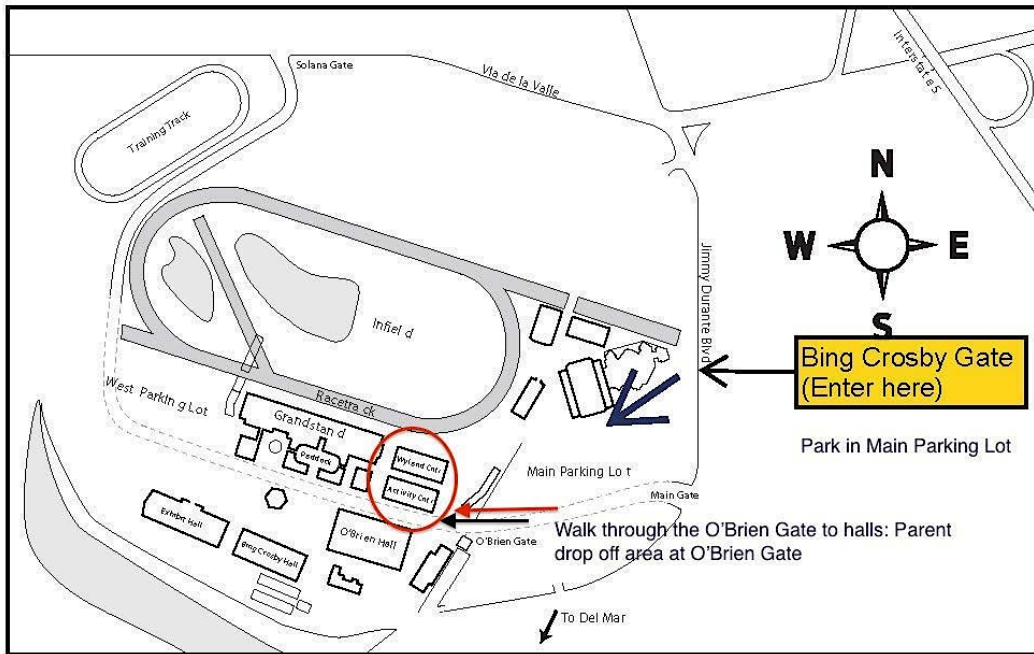 Solana Gate
Via de la Valle
Interstate 5
Training Track
N
W
E
S
Jimmy Durante Blvd
Infiel d
Bing Crosby Gate
(Enter here)
West Parkin g Lot
Racetra ck
Grandstan d
Paddock
Wyland Cntr
Activity Cntr
Park in Main Parking Lot
Main Parking Lo t
Main Gate
Exhibit Hall
O'Brien Hall
O'Brien Gate
Walk through the O'Brien Gate to halls: Parent
drop off area at O'Brien Gate
Bing Crosby Hall
To Del Mar